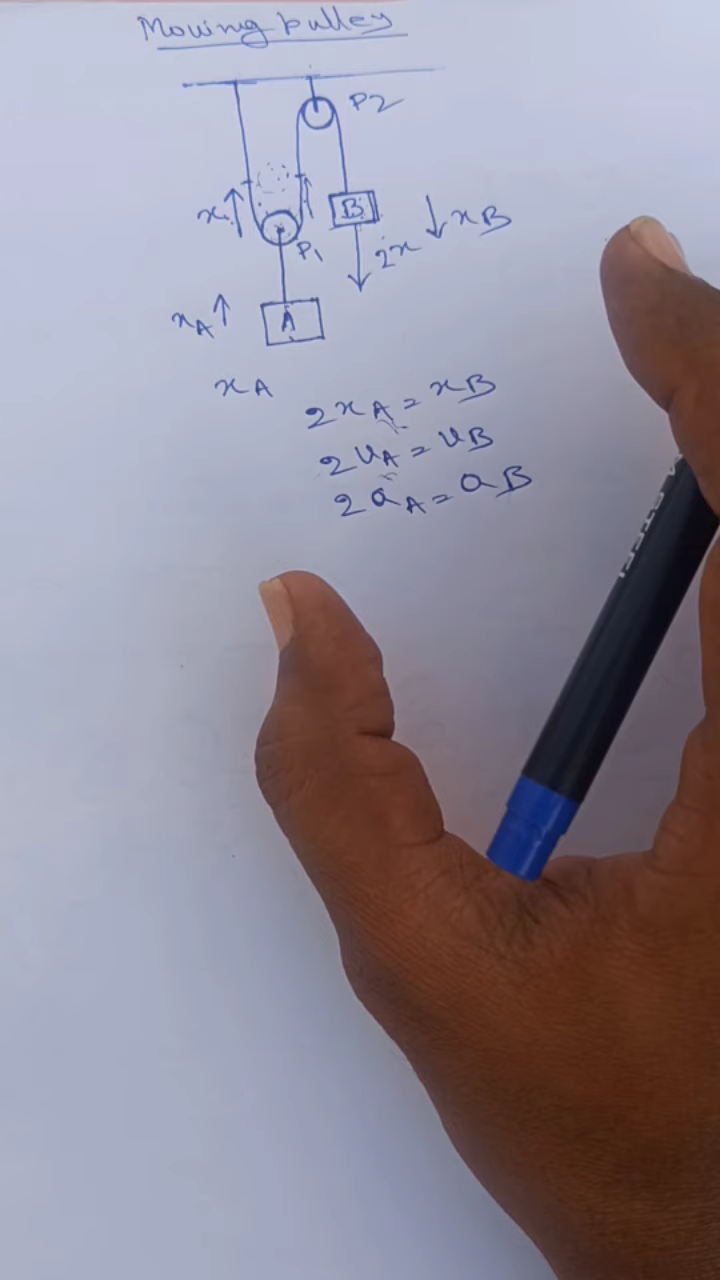 Moving pulley
P2
x
B
2x
xB
P1
xA
A
xA
2xA = xB
2vA = vB
2aA = aB